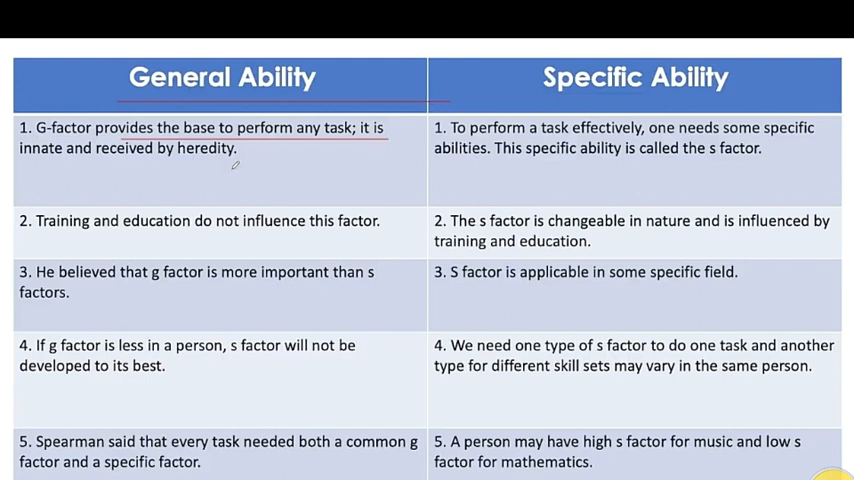 General Ability
Specific Ability
1. G-factor provides the base to perform any task; it is
innate and received by heredity.
1. To perform a task effectively, one needs some specific
abilities. This specific ability is called the s factor.
2. Training and education do not influence this factor.
2. The s factor is changeable in nature and is influenced by
training and education.
3. He believed that g factor is more important than s
factors.
3. S factor is applicable in some specific field.
4. If g factor is less in a person, s factor will not be
developed to its best.
4. We need one type of s factor to do one task and another
type for different skill sets may vary in the same person.
5. Spearman said that every task needed both a common g
factor and a specific factor.
5. A person may have high s factor for music and low s
factor for mathematics.